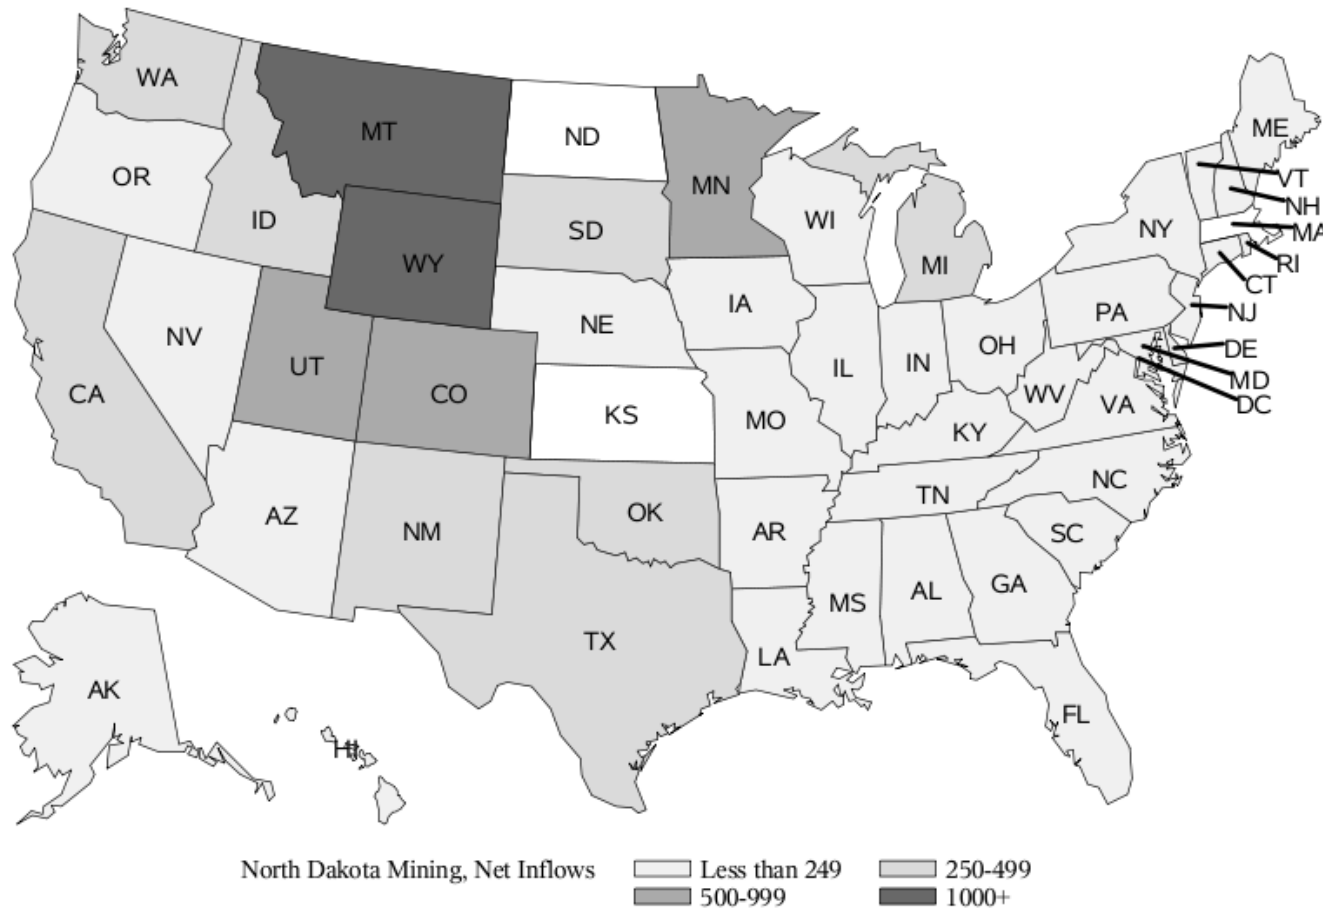 WA
MT
ND
ME
OR
MN
VT
ID
SD
WI
NY
NH
MA
WY
MI
RI
CT
NV
NE
IA
PA
NJ
UT
CO
IL
IN
OH
DE
CA
KS
MO
WV
VA
MD
DC
KY
AZ
NM
OK
AR
TN
NC
SC
MS
AL
GA
TX
LA
AK
FL
HI
North Dakota Mining, Net Inflows
Less than 249
250-499
500-999
1000+